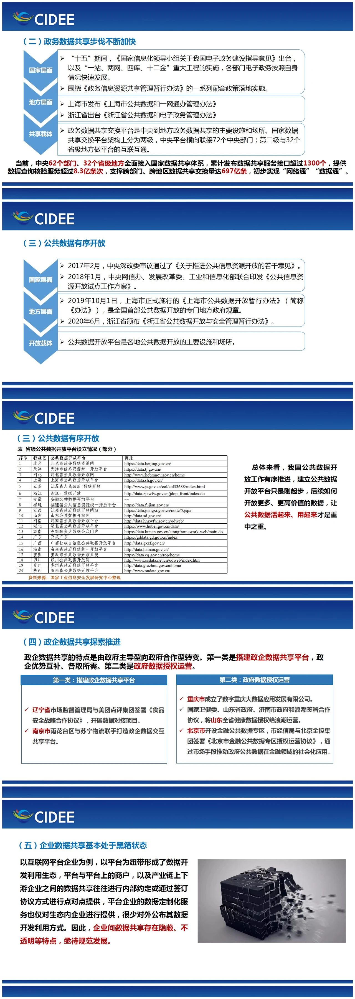 CIDEE
（二）政务数据共享步伐不断加快
国家层面
➢ “十五”期间，《国家信息化领导小组关于我国电子政务建设指导意见》出台，
以及“一站、两网、四库、十二金”重大工程的实施，各部门电子政务按照自身
情况快速发展。
➢ 围绕《政务信息资源共享管理暂行办法》的一系列配套政策落地实施。
地方层面
➢ 上海市发布《上海市公共数据和一网通办管理办法》
➢ 浙江省出台《浙江省公共数据和电子政务管理办法》
共享载体
➢ 政务数据共享交换平台是中央到地方政务数据共享的主要设施和场所。国家数据
共享交换平台架构上分为两级，中央平台横向联接72个中央部门；第二级与32个
省级地方做平台的互联互通。
当前，中央62个部门、32个省级地方全面接入国家数据共享体系，累计发布数据共享服务接口超过1300个，提供
数据查询核验服务超过8.3亿条次，支撑跨部门、跨地区数据共享交换量达697亿条，初步实现“网络通”“数据通”。
CIDEE
（三）公共数据有序开放
国家层面
➢ 2017年2月，中央深改委审议通过了《关于推进公共信息资源开放的若干意见》。
➢ 2018年1月，中央网信办、发展改革委、工业和信息化部联合印发《公共信息资
源开放试点工作方案》。
地方层面
➢ 2019年10月1日，上海市正式施行的《上海市公共数据开放暂行办法》（简称
《办法》），是全国首部公共数据开放的专门地方政府规章。
➢ 2020年6月，浙江省颁布《浙江省公共数据开放与安全管理暂行办法》。
开放载体
➢ 公共数据开放平台是各地公共数据开放的主要设施和场所。
CIDEE
（三）公共数据有序开放
表 省级公共数据开放平台设立情况（部分）
序号 行政区 公共数据开放平台 网址
1 北京 北京市政务数据资源网 https://data.beijing.gov.cn/
2 天津 天津市信息资源统一开放平台 https://data.tj.gov.cn/
3 河北 河北省公共数据开放网 http://www.hebmgov.gov.cn/home
4 上海 上海市公共数据开放平台 https://data.sh.gov.cn/
5 江苏 江苏省人民政府 数据开放 http://www.js.gov.cn/col/col33688/index.html
6 浙江 浙江：数据开放 http://data.zjzwfw.gov.cn/jdop_front/index.do
7 安徽 安徽公共数据开放平台 --
8 福建 福建省公共信息资源统一开放平台 https://data.fujian.gov.cn/
9 江西 江西省政府数据开放网站 https://data.jiangxi.gov.cn/node/5.jspx
10 山东 山东公共数据开放网 http://data.sd.gov.cn/
11 河南 河南省公共数据开放平台 http://data.hnzwfw.gov.cn/odweb/
12 湖北 湖北省公共数据开放平台 https://www.hubei.gov.cn/data/
13 湖南 湖南政务大数据公众门户 https://data.hunan.gov.cn/etongframework-web/main.do
14 广东 开放广东 https://gddata.gd.gov.cn/index
15 广西 广西壮族自治区公共数据开放平台 http://data.gxzf.gov.cn/
16 海南 海南省政府数据统一开放平台 http://data.hainan.gov.cn/
17 重庆 重庆市公共数据开放系统 https://data.cq.gov.cn/rop/home
18 四川 四川公共数据开放网 http://www.scdata.net.cn/odweb/index.htm
19 贵州 贵州省政府数据开放平台 http://data.guizhou.gov.cn/home
20 陕西 陕西省公共数据开放平台 http://www.sndata.gov.cn/
资料来源：国家工业信息安全发展研究中心整理
总体来看，我国公共数据开
放工作有序推进，建立公共数据
开放平台只是刚起步，后续如何
开放更多、更高价值的数据，让
公共数据活起来、用起来才是重
中之重。
CIDEE
（四）政企数据共享探索推进
政企数据共享的特点是由政府主导型向政府合作型转变。第一类是搭建政企数据共享平台，政
企优势互补、各取所需。第二类是政府数据授权运营。
第一类：搭建政企数据共享平台
✓ 辽宁省市场监督管理局与美团点评集团签署《食品
安全战略合作协议》，开展数据对接项目。
✓ 南京市雨花台区与苏宁物流联手打造政企数据交互
共享平台。
第二类：政府数据授权运营
✓ 重庆市成立了数字重庆大数据应用发展有限公司。
✓ 国家卫健委、山东省政府、济南市政府和浪潮签署合作
协议，将山东全省健康数据授权给浪潮运营。
✓ 北京市开设金融公共数据专区，市经信局与北京金控集
团签署《北京市金融公共数据专区授权运营协议》，通
过市场手段推动政府公共数据在金融领域的社会化应用。
CIDEE
（五）企业数据共享基本处于黑箱状态
以互联网平台企业为例，以平台为纽带形成了数据开
发利用生态，平台与平台上的商户，以及产业链上下
游企业之间的数据共享往往进行内部约定或通过签订
协议方式进行点对点提供，平台企业的数据定制化服
务也仅对生态内企业进行提供，很少对外公布其数据
开发利用方式。因此，企业间数据共享存在隐蔽、不
透明等特点，亟待规范发展。